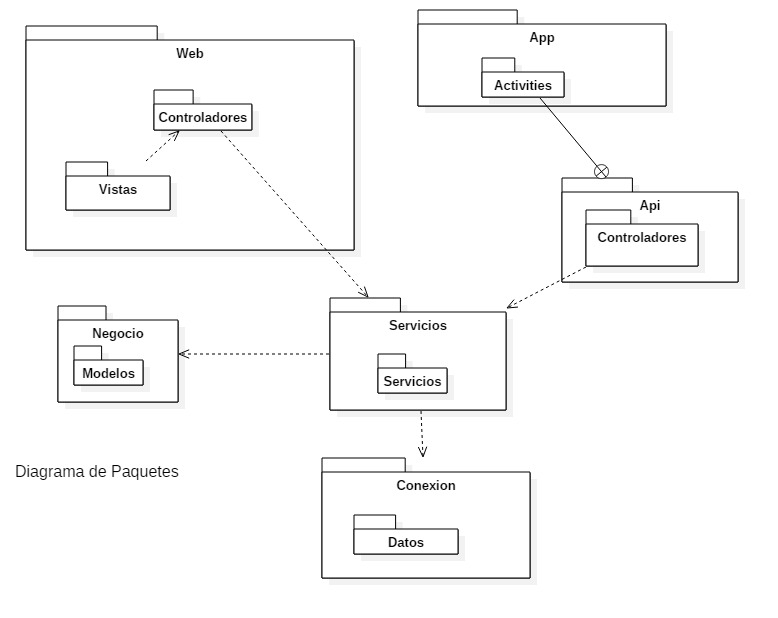 App
Web
Activities
Controladores
Vistas
Api
Controladores
Servicios
Negocio
Modelos
Servicios
Diagrama de Paquetes
Conexion
Datos